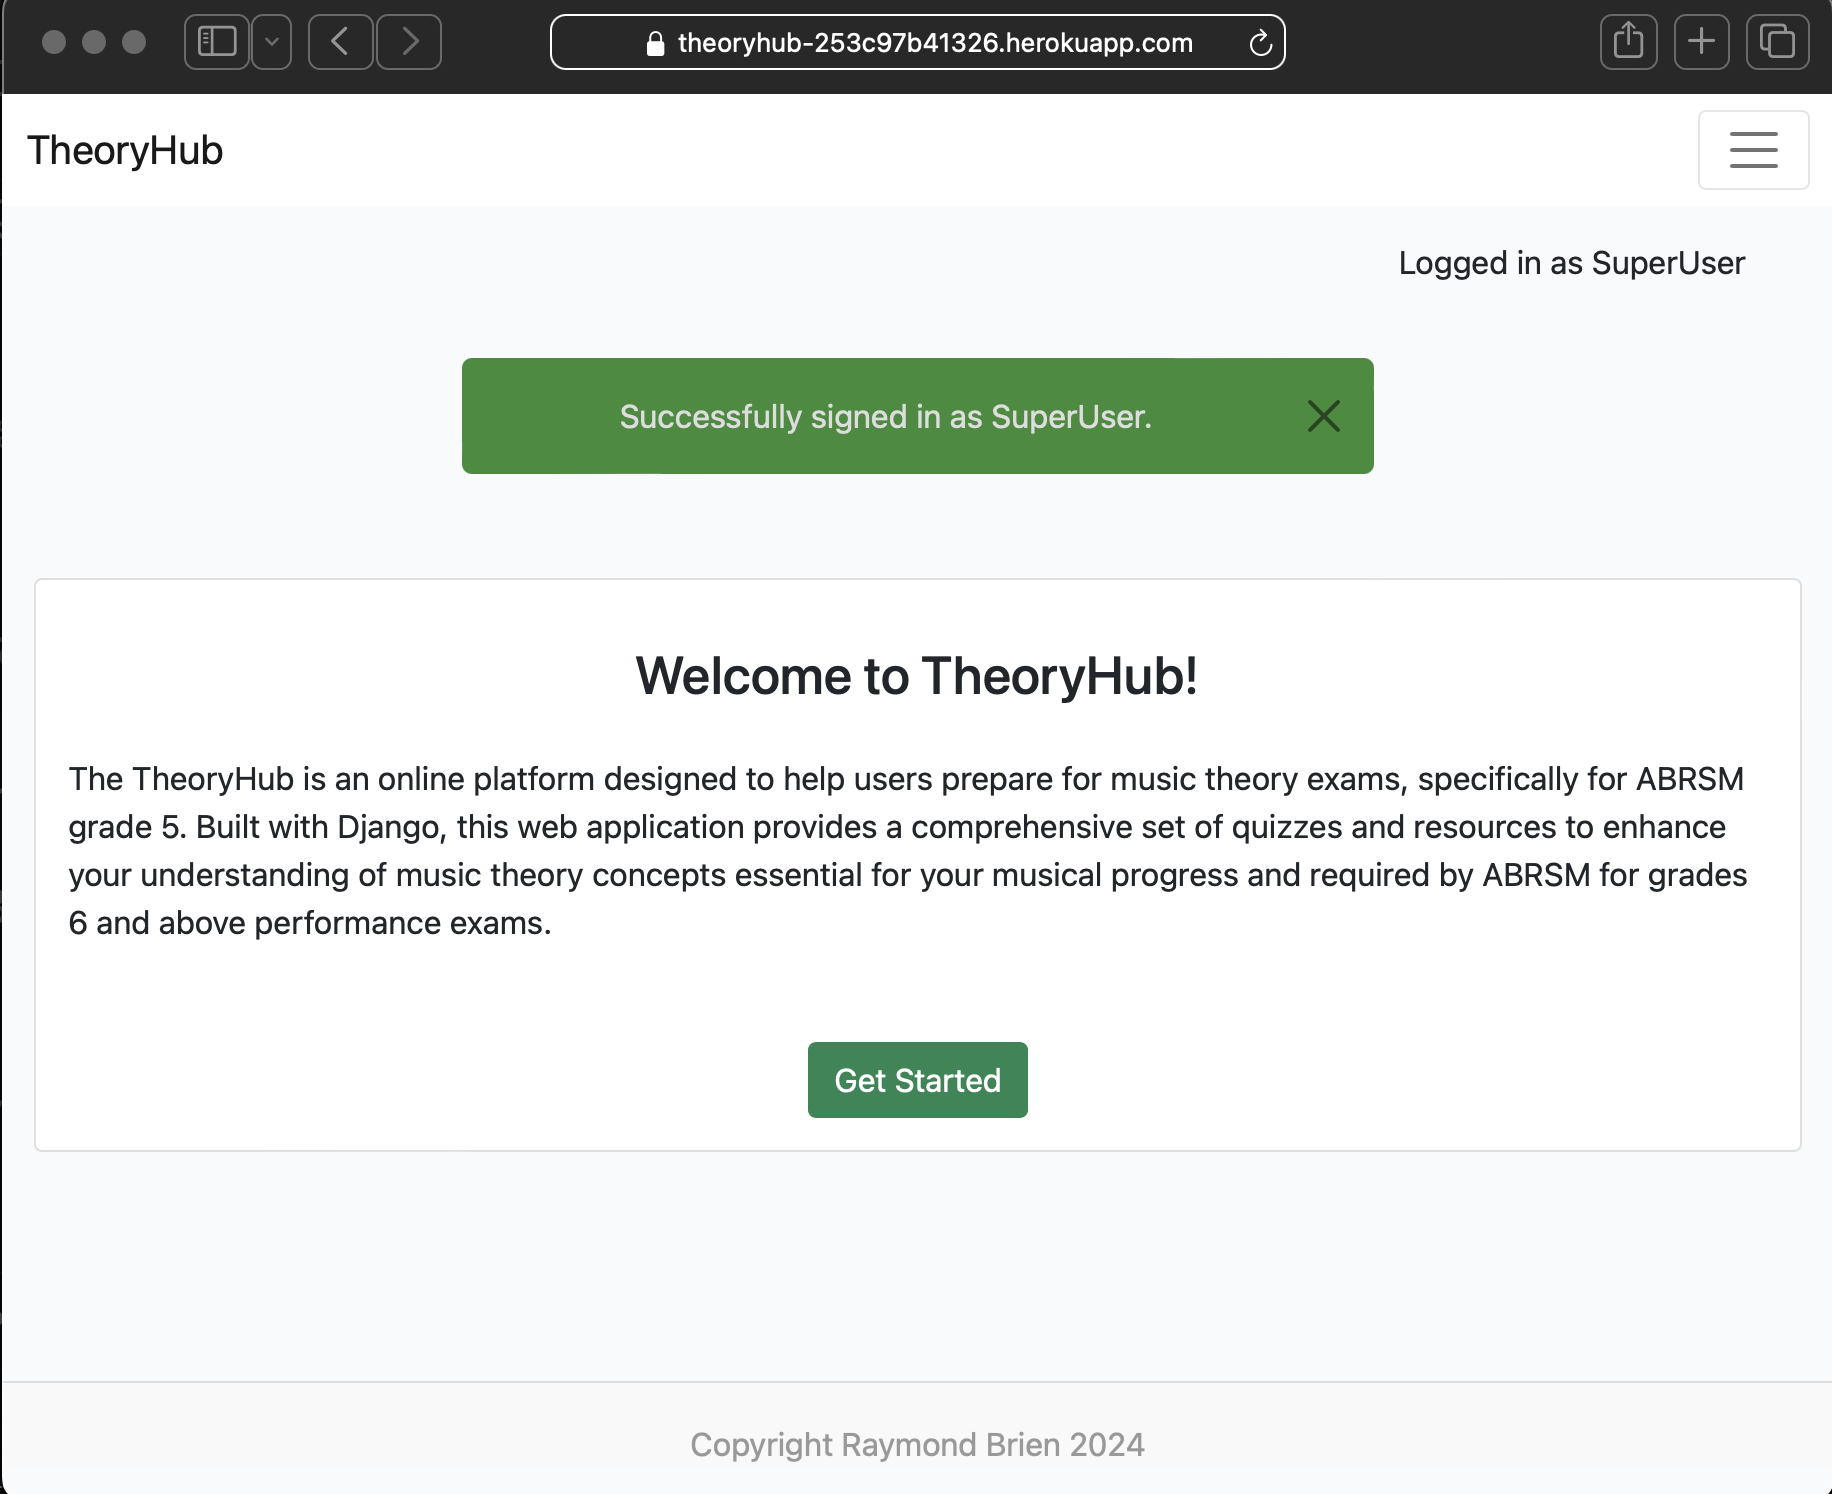 theoryhub-253c97b41326.herokuapp.com
TheoryHub
Logged in as SuperUser
Successfully signed in as SuperUser.
Welcome to TheoryHub!
The TheoryHub is an online platform designed to help users prepare for music theory exams, specifically for ABRSM
grade 5. Built with Django, this web application provides a comprehensive set of quizzes and resources to enhance
your understanding of music theory concepts essential for your musical progress and required by ABRSM for grades
6 and above performance exams.
Get Started
Copyright Raymond Brien 2024